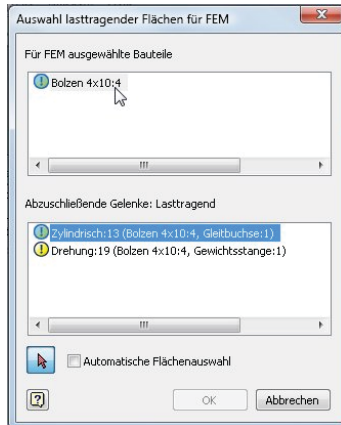 Auswahl lasttragender Flächen für FEM
Für FEM ausgewählte Bauteile
Bolzen 4x10:4
Abzuschließende Gelenke: Lasttragend
Zylindrisch:13 (Bolzen 4x10:4, Gleitbuchse:1)
Drehung:19 (Bolzen 4x10:4, Gewichtsstange:1)
Automatische Flächenauswahl
OK
Abbrechen